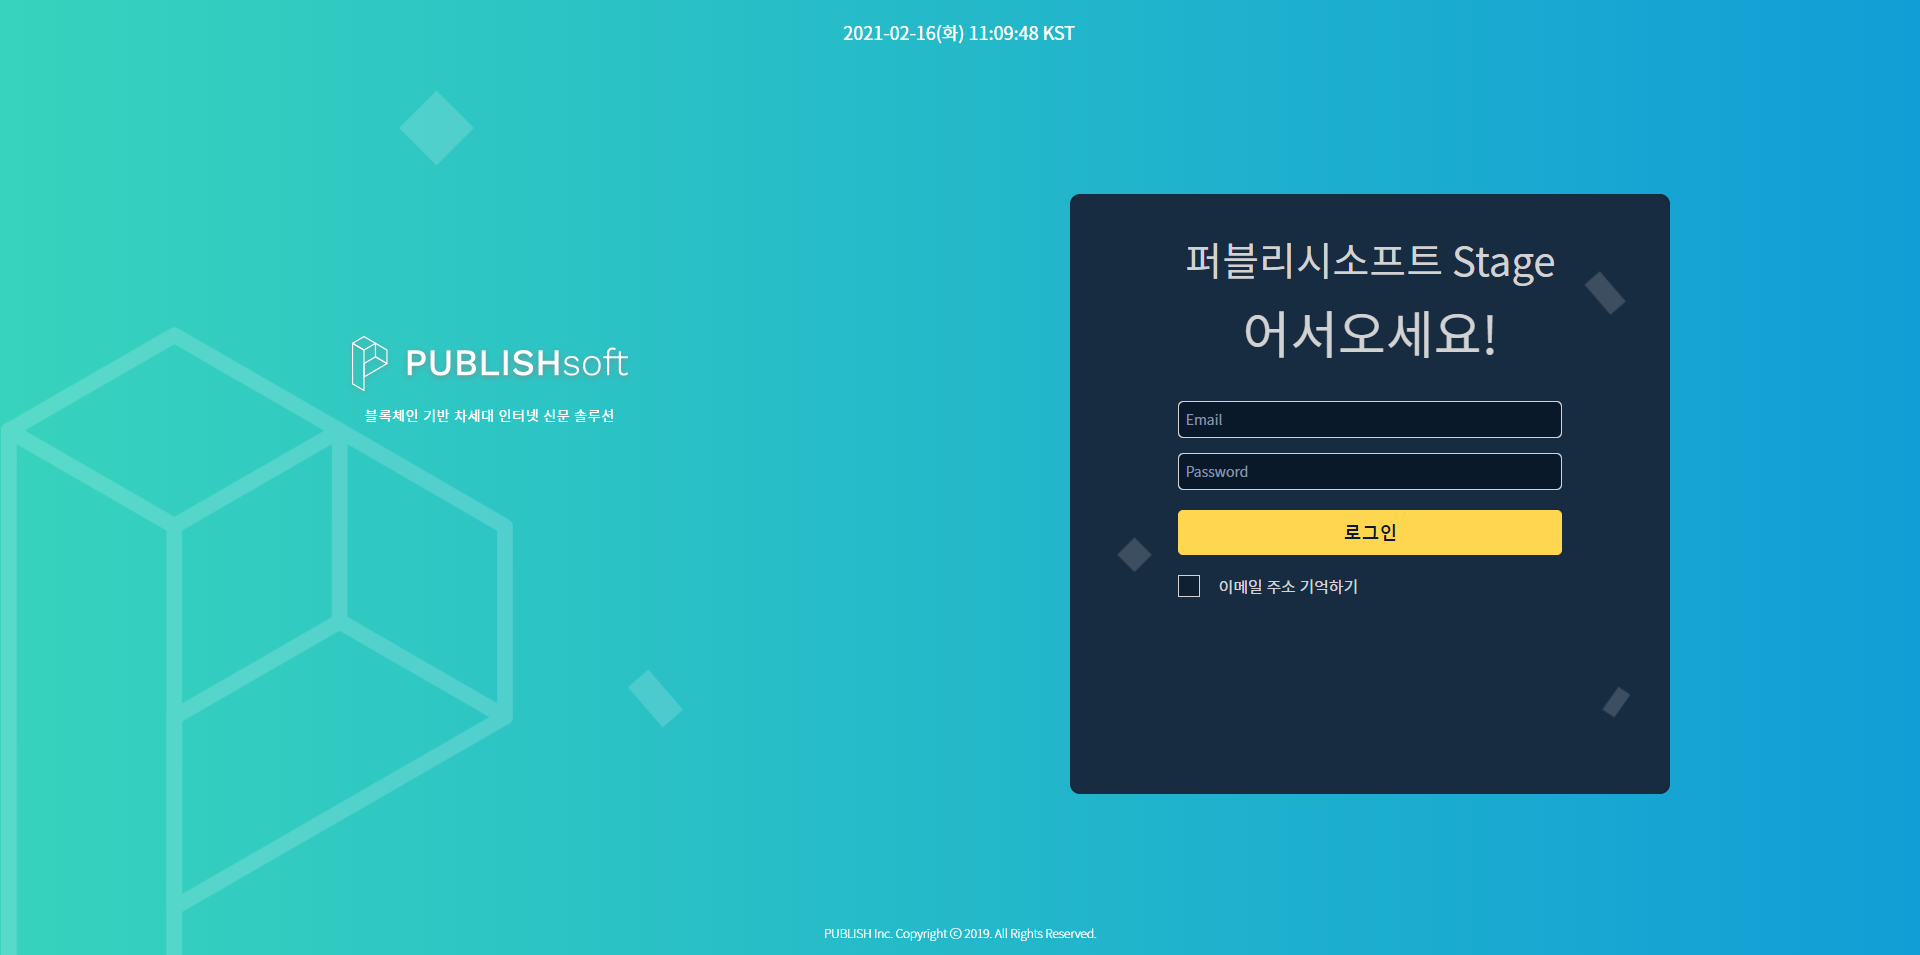 2021-02-16(화) 11:09:48 KST
PUBLISHsoft
블록체인 기반 차세대 인터넷 신문 솔루션
퍼블리시소프트 Stage
어서오세요!
Email
Password
로그인
이메일 주소 기억하기
PUBLISH Inc. Copyright ⓒ 2019. All Rights Reserved.